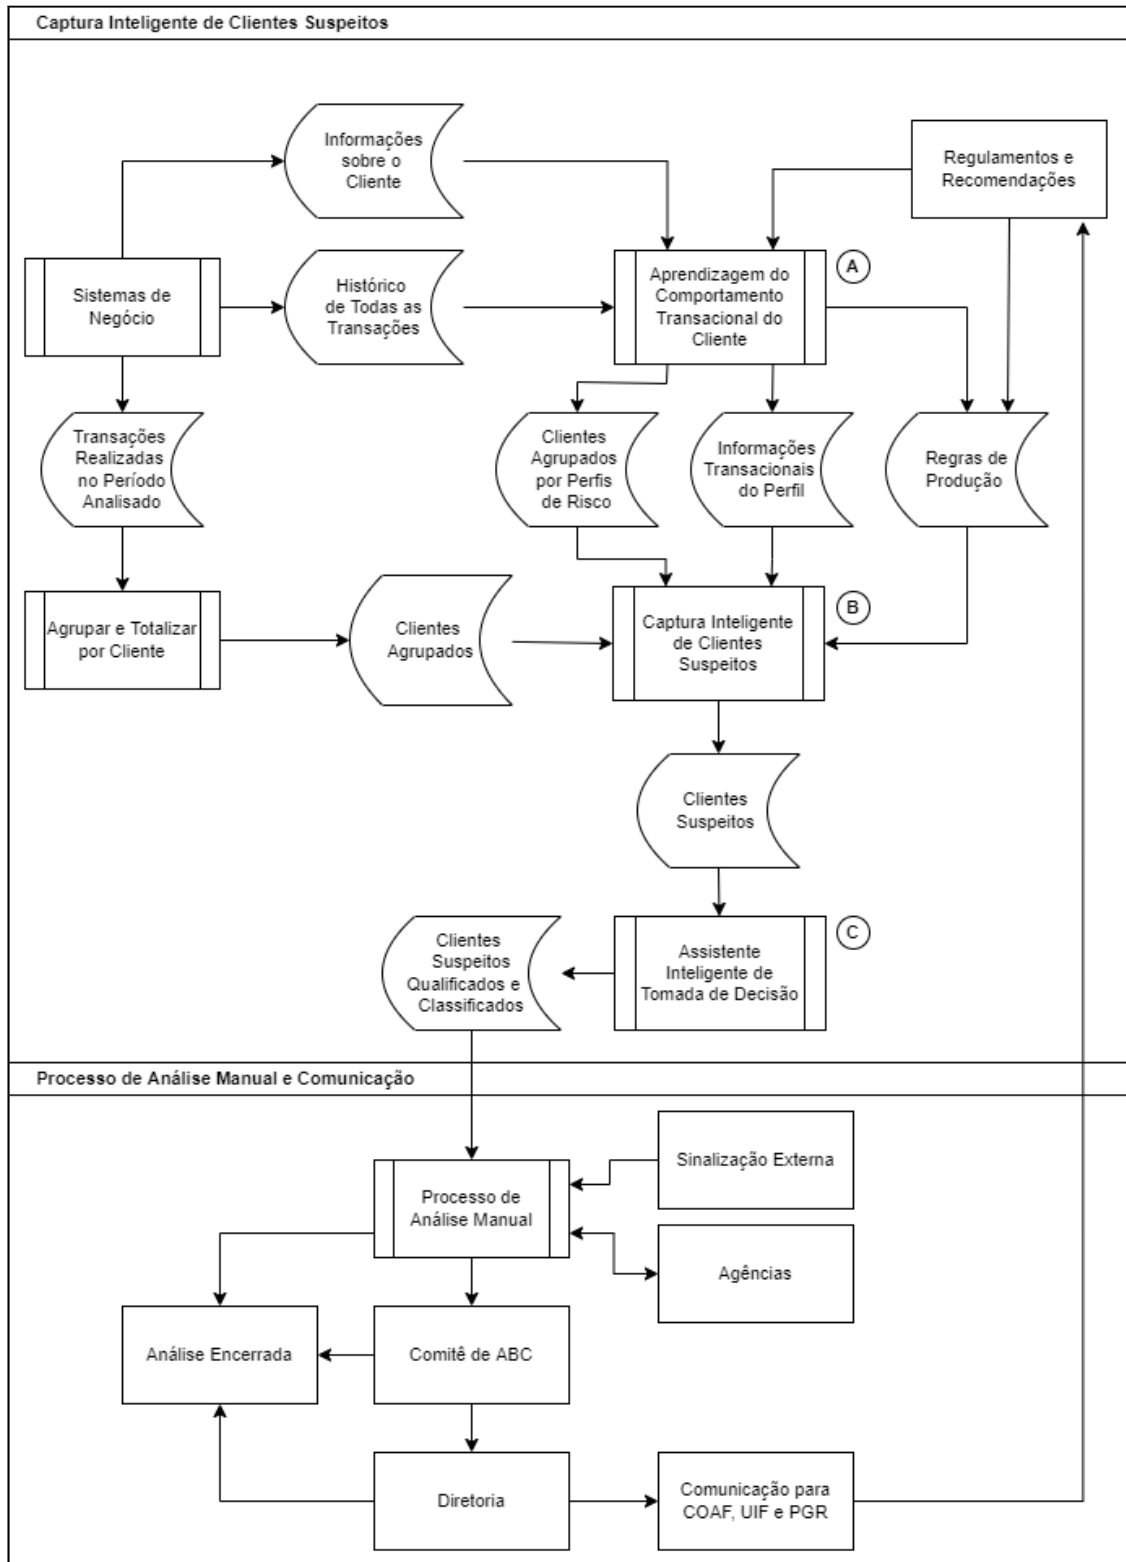 Captura Inteligente de Clientes Suspeitos
Informações
sobre o
Cliente
Regulamentos e
Recomendações
Sistemas de
Negócio
Histórico
de Todas as
Transações
Aprendizagem do
Comportamento
Transacional do
Cliente
A
Transações
Realizadas
no Período
Analisado
Clientes
Agrupados
por Perfis
de Risco
Informações
Transacionais
do Perfil
Regras de
Produção
Agrupar e Totalizar
por Cliente
Clientes
Agrupados
Captura Inteligente
de Clientes
Suspeitos
B
Clientes
Suspeitos
Clientes
Suspeitos
Qualificados e
Classificados
Assistente
Inteligente de
Tomada de Decisão
C
Processo de Análise Manual e Comunicação
Sinalização Externa
Processo de
Análise Manual
Agências
Análise Encerrada
Comitê de ABC
Diretoria
Comunicação para
COAF, UIF e PGR